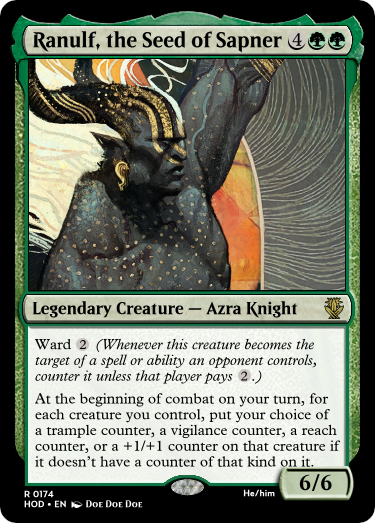 Ranulf, the Seed of Sapner 4
Legendary Creature — Azra Knight
Ward 2 (Whenever this creature becomes the
target of a spell or ability an opponent controls,
counter it unless that player pays 2.)
At the beginning of combat on your turn, for
each creature you control, put your choice of
a trample counter, a vigilance counter, a reach
counter, or a +1/+1 counter on that creature if
it doesn't have a counter of that kind on it.
6/6
R 0174
He/him
HOD • EN Doe Doe Doe